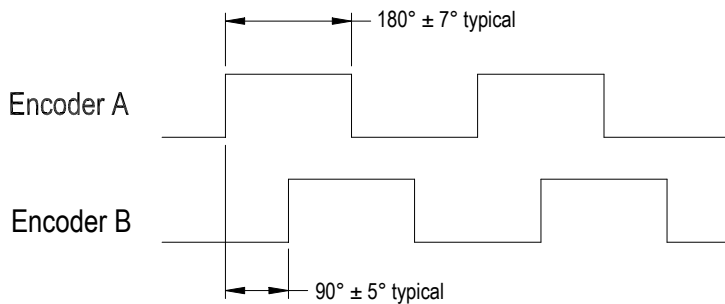 180° ± 7° typical
Encoder A
Encoder B
90° ± 5° typical